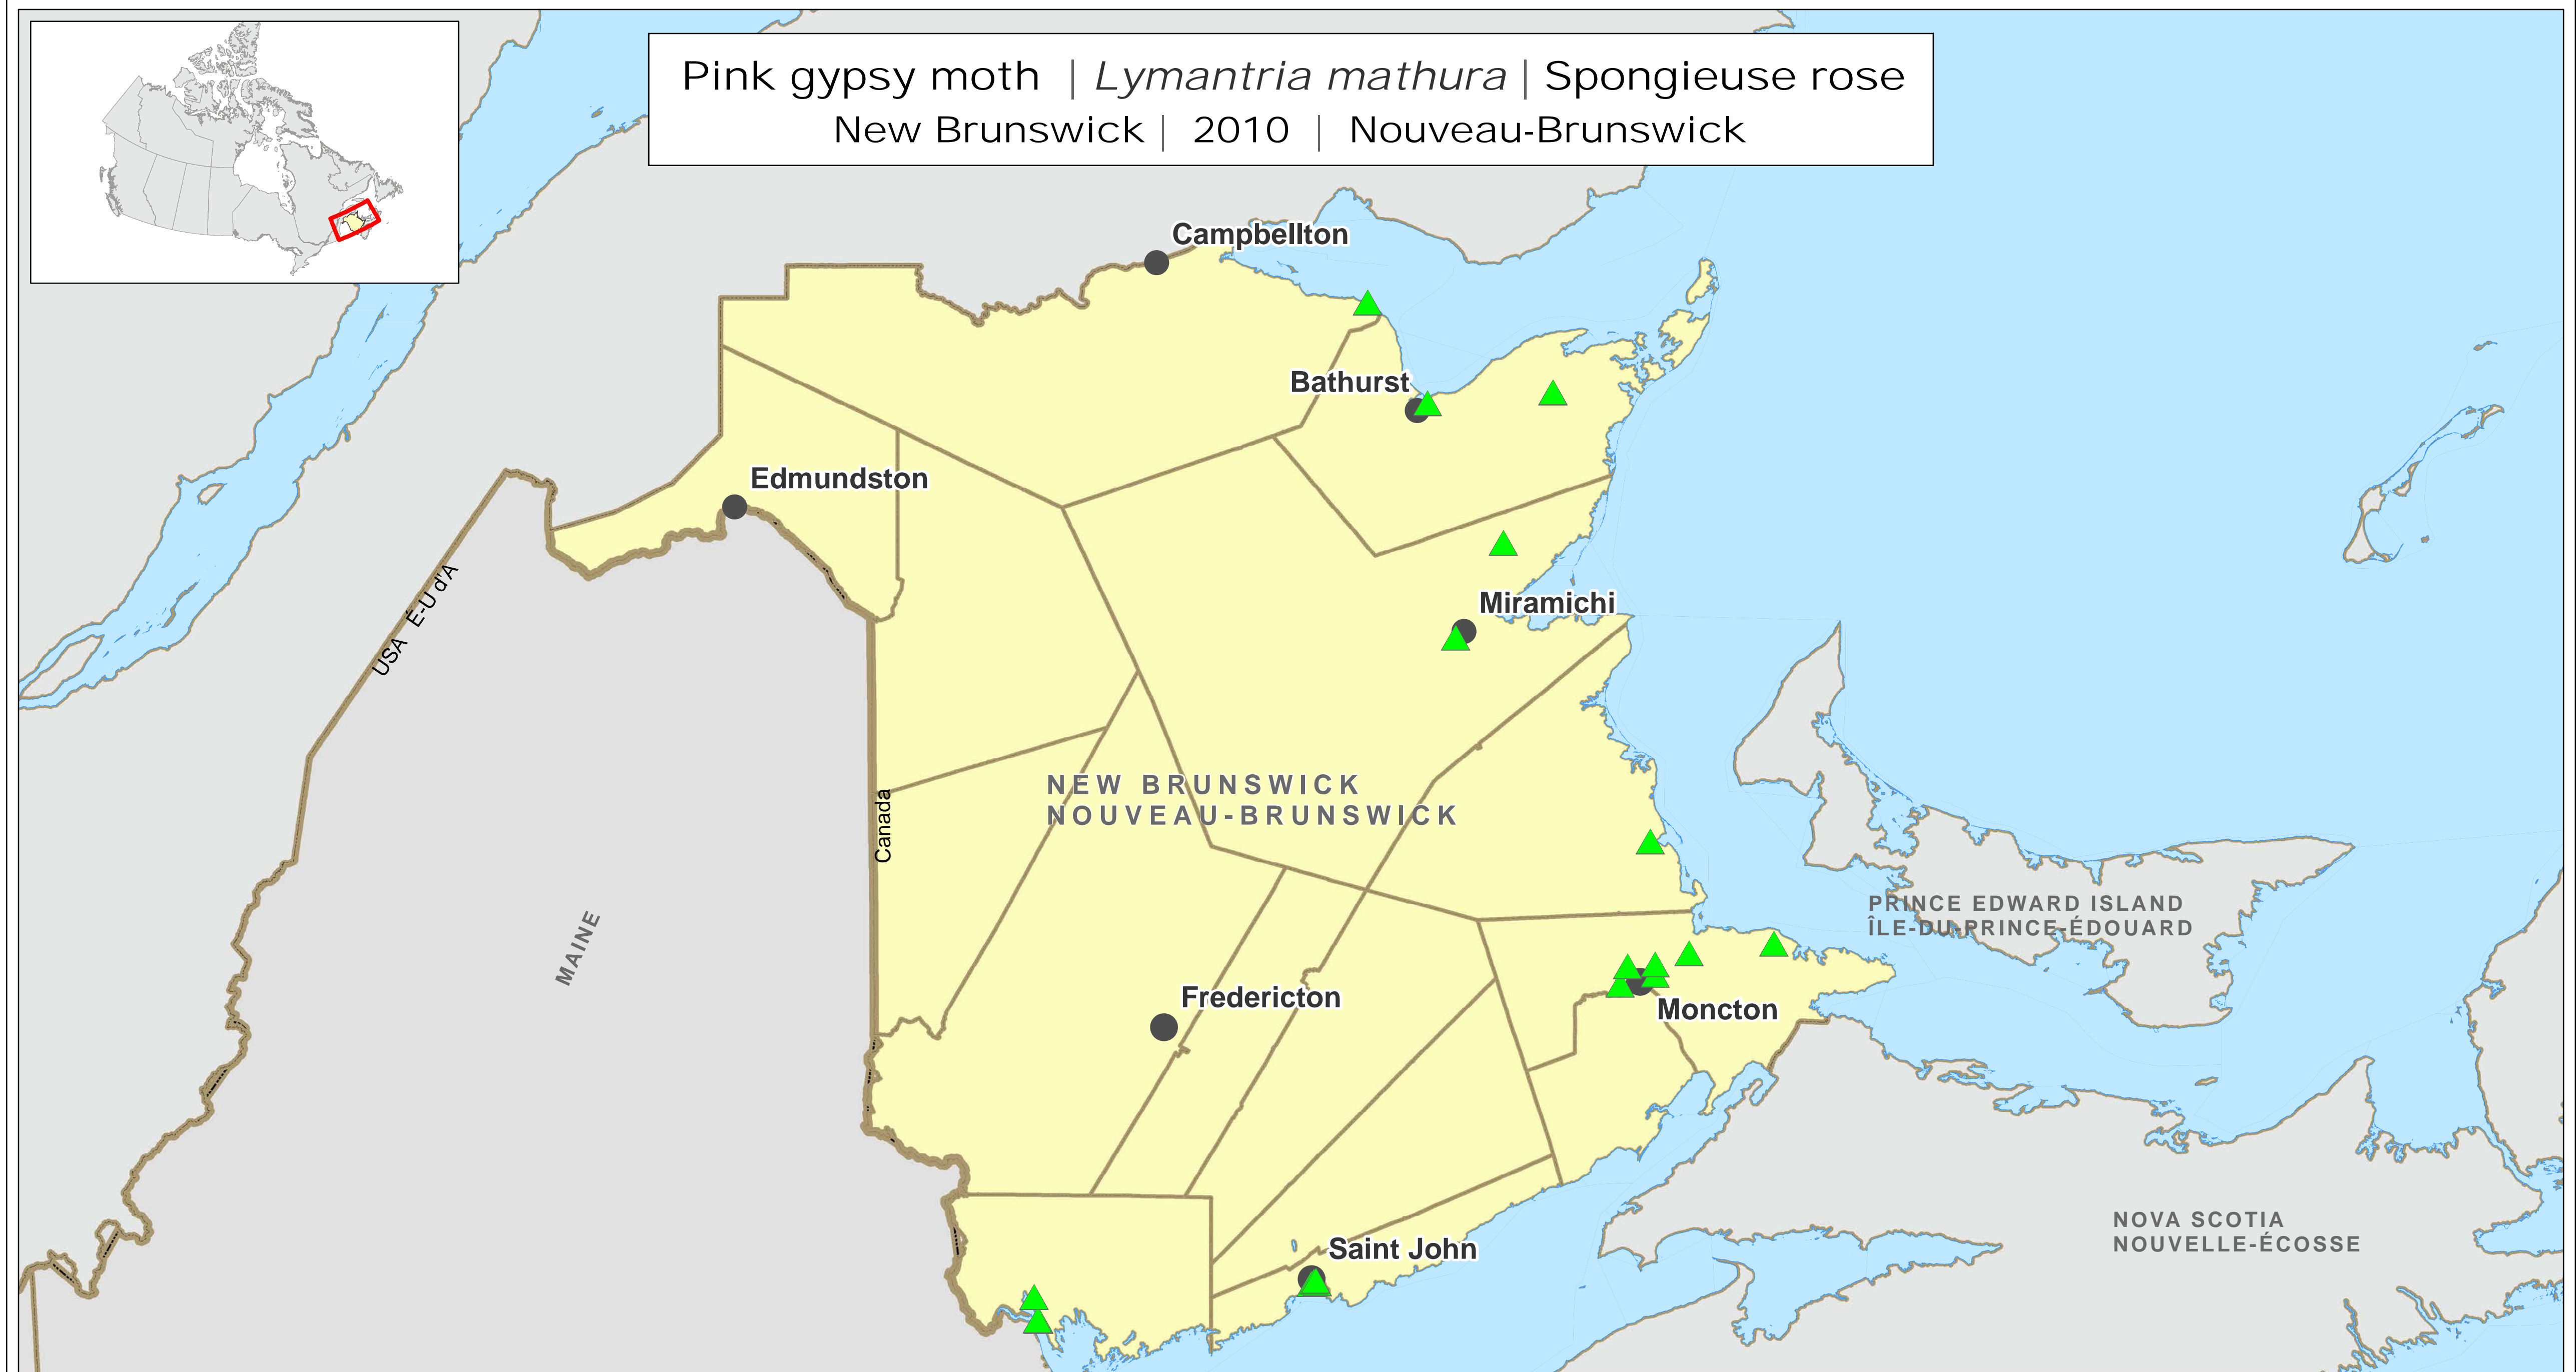 Pink gypsy moth | Lymantria mathura | Spongieuse rose
New Brunswick | 2010 | Nouveau-Brunswick
Campbellton
Bathurst
Edmundston
USA É-U d'A
Miramichi
NEW BRUNSWICK
NOUVEAU-BRUNSWICK
Canada
PRINCE EDWARD ISLAND
ÎLE-DU-PRINCE-ÉDOUARD
MAINE
Fredericton
Moncton
NOVA SCOTIA
NOUVELLE-ÉCOSSE
Saint John